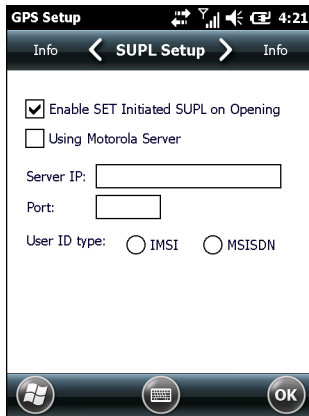 GPS Setup 4:21
Info SUPL Setup Info
Enable SET Initiated SUPL on Opening
Using Motorola Server
Server IP:
Port:
User ID type: IMSI MSISDN
OK